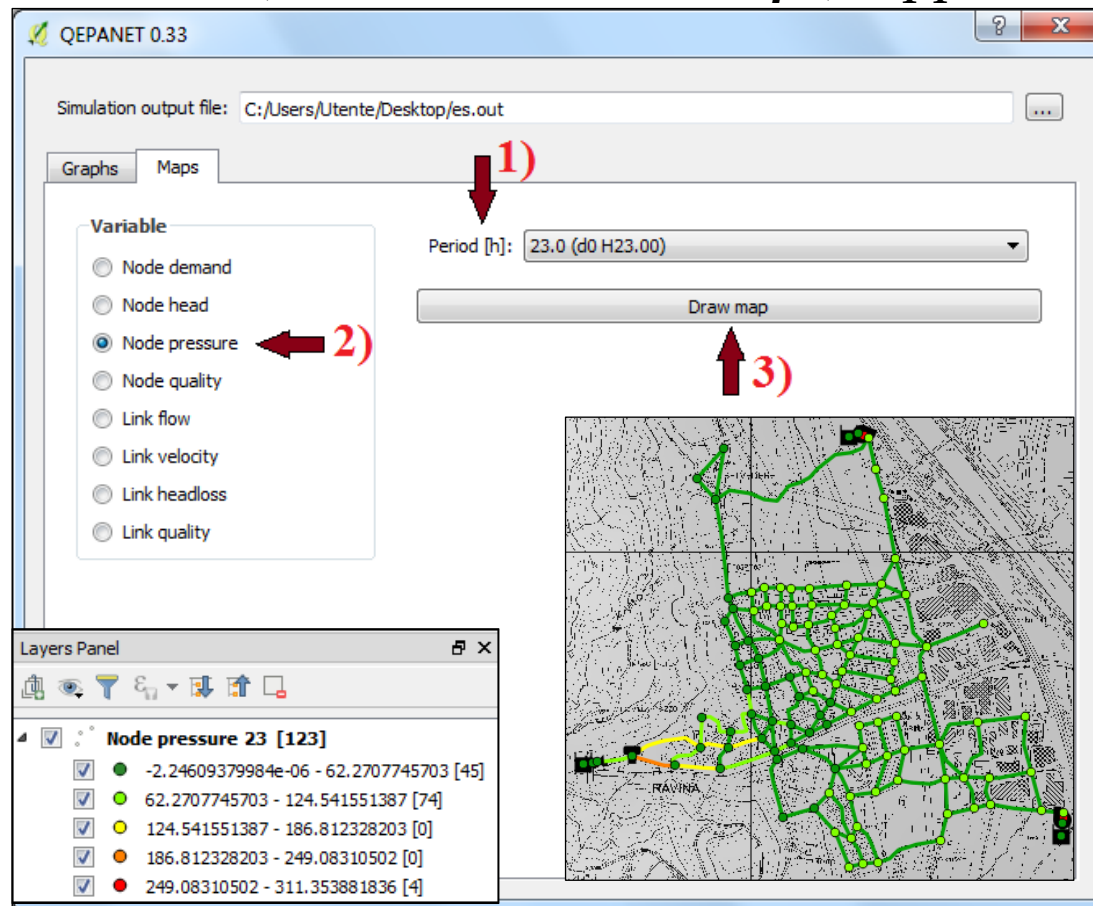 QEPANET 0.33
Simulation output file: C:/Users/Utente/Desktop/es.out ...
Graphs Maps
1)
Variable
Period [h]: 23.0 (d0 H23.00)
Node demand
Draw map
Node head
Node pressure
2)
3)
Node quality
Link flow
Link velocity
Link headloss
Link quality
RAVINA
Layers Panel
Node pressure 23 [123]
-2.24609379984e-06 - 62.2707745703 [45]
62.2707745703 - 124.541551387 [74]
124.541551387 - 186.812328203 [0]
186.812328203 - 249.08310502 [0]
249.08310502 - 311.353881836 [4]